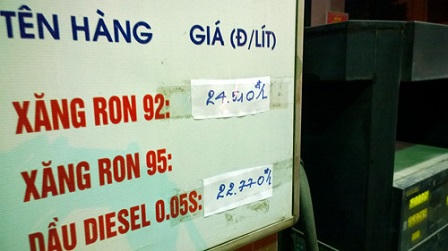 TÊN HÀNG GIÁ (Đ/LÍT)
XĂNG RON 92: 24.510đ/l
XĂNG RON 95:
DẦU DIESEL 0.05S: 22.770đ/l